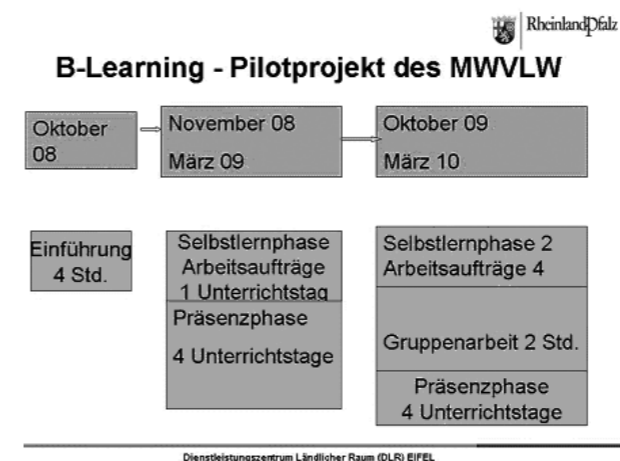 RheinlandPfalz
B-Learning - Pilotprojekt des MWVLW
Oktober
08
November 08
März 09
Oktober 09
März 10
Einführung
4 Std.
Selbstlernphase
Arbeitsaufträge
1 Unterrichtstag
Präsenzphase
4 Unterrichtstage
Selbstlernphase 2
Arbeitsaufträge 4
Gruppenarbeit 2 Std.
Präsenzphase
4 Unterrichtstage
Dienstleistungszentrum Ländlicher Raum (DLR) EIFEL